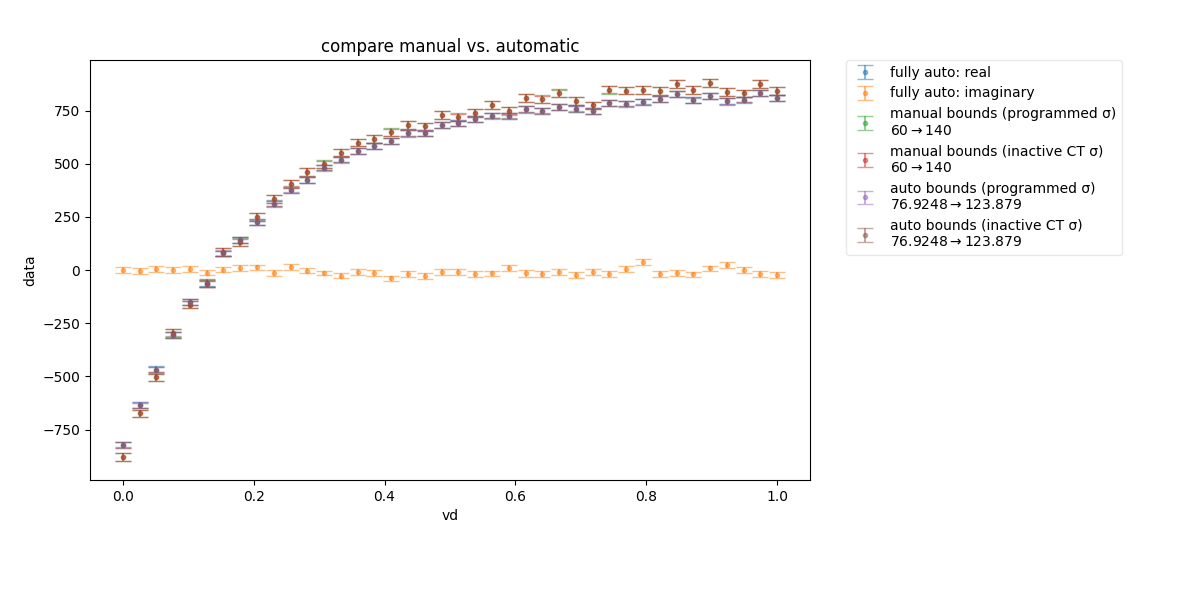 compare manual vs. automatic
fully auto: real
fully auto: imaginary
manual bounds (programmed σ)
60→140
manual bounds (inactive CT σ)
60→140
auto bounds (programmed σ)
76.9248→123.879
auto bounds (inactive CT σ)
76.9248→123.879
data
750
500
250
0
−250
−500
−750
0.0 0.2 0.4 0.6 0.8 1.0
vd